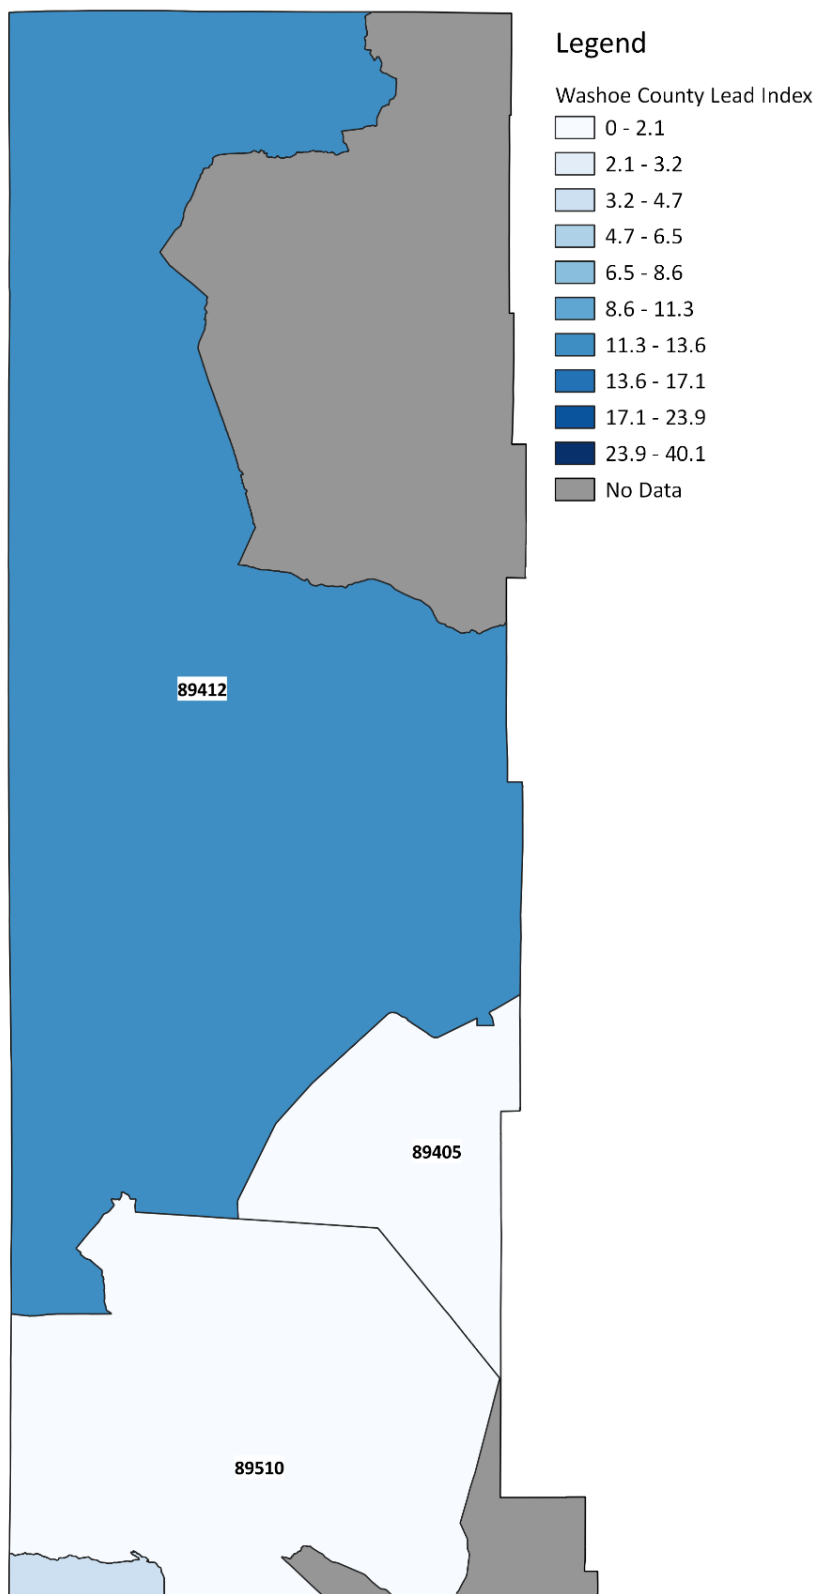 Legend
Washoe County Lead Index
0 - 2.1
2.1 - 3.2
3.2 - 4.7
4.7 - 6.5
6.5 - 8.6
8.6 - 11.3
11.3 - 13.6
13.6 - 17.1
17.1 - 23.9
23.9 - 40.1
No Data
89412
89405
89510